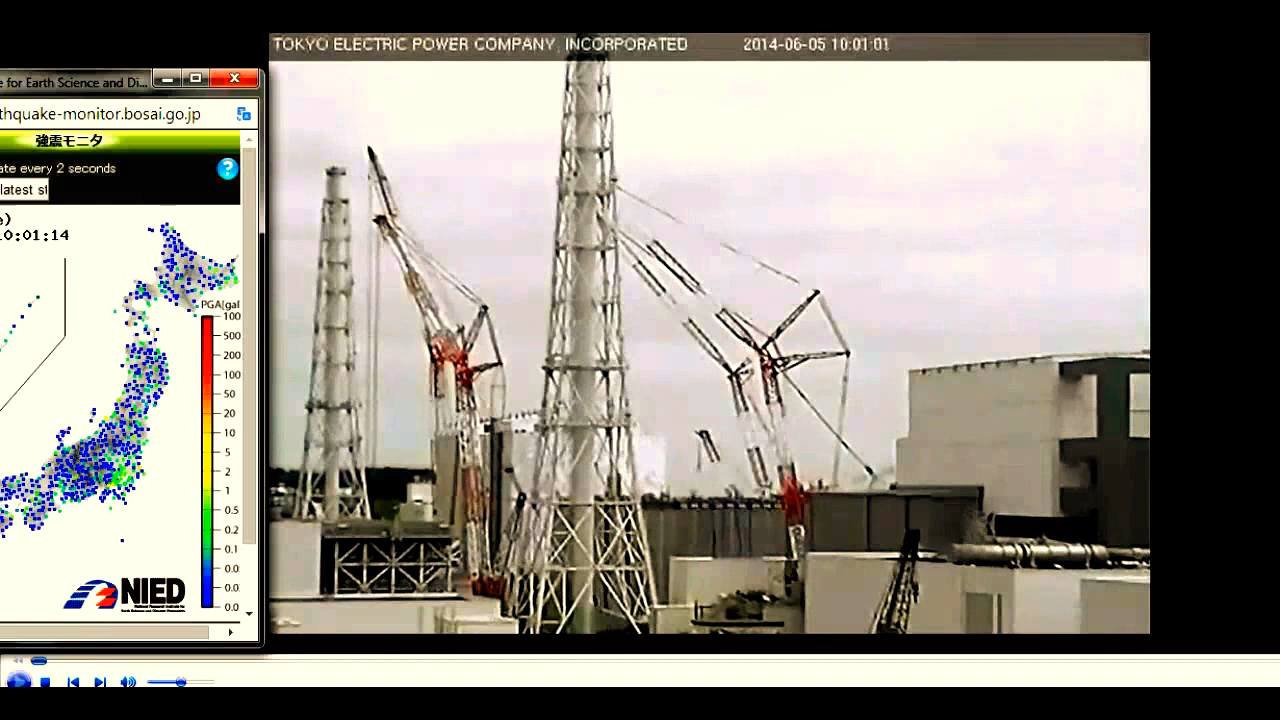 TOKYO ELECTRIC POWER COMPANY, INCORPORATED 2014-06-05 10:01:01
e for Earth Science and Di...
thquake-monitor.bosai.go.jp
強震モニタ
ate every 2 seconds
?
latest st
e)
0:01:14
PGA(gal
100
500
200
100
50
20
10
5
2
1
0.5
0.2
0.1
0.0
0.0
0.0
NIED